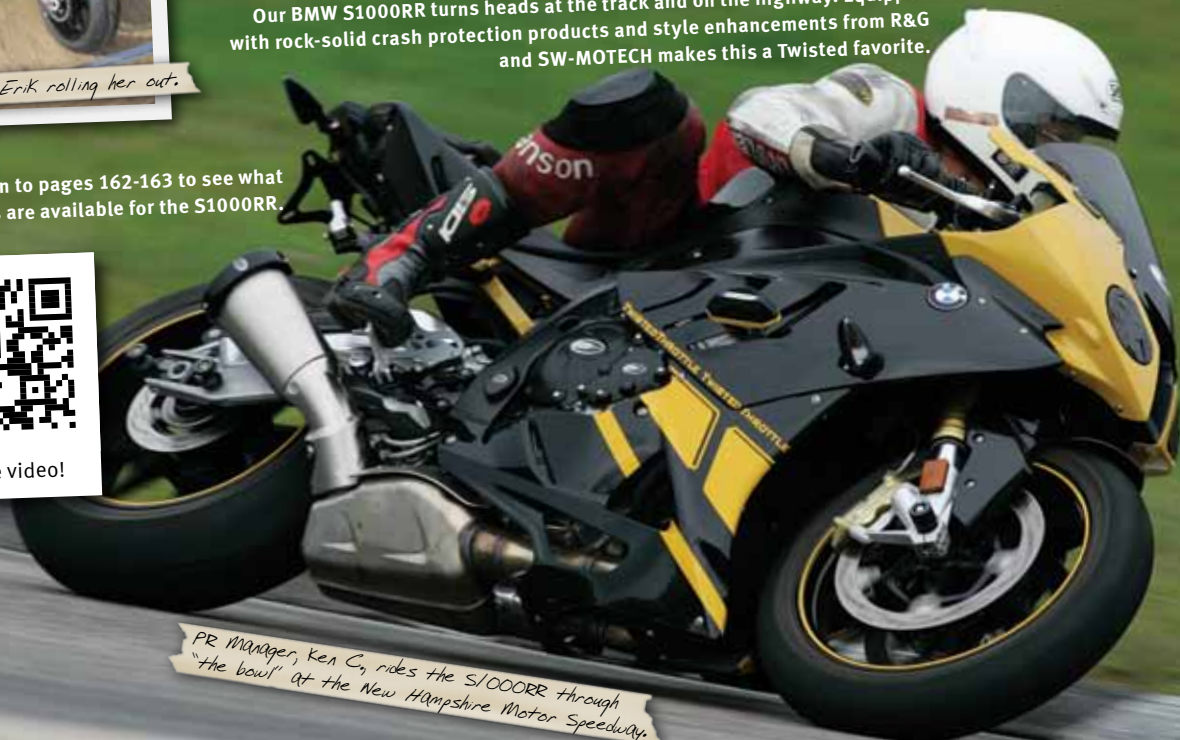 Our BMW S1000RR turns heads at the track and on the highway.
with rock-solid crash protection products and style enhancements from R&G
and SW-MOTECH makes this a Twisted favorite.
Erik rolling her out.
to pages 162-163 to see what
are available for the S1000RR.
video!
SIDI
TWISTEDTHROTTLE TWISTED THROTTLE
PR Manager, Ken C., rides the S1000RR through
"the bowl" at the New Hampshire Motor Speedway.